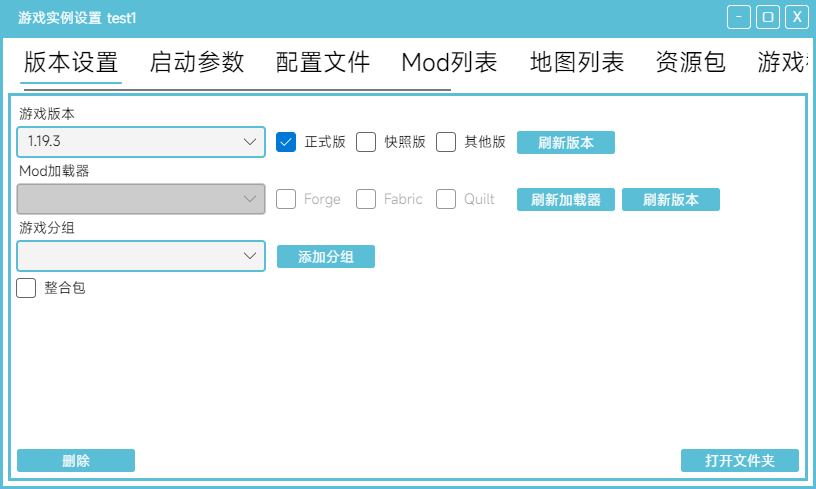 游戏实例设置 test1
版本设置 启动参数 配置文件 Mod列表 地图列表 资源包 游戏
游戏版本
1.19.3 正式版 快照版 其他版 刷新版本
Mod加载器
Forge Fabric Quilt 刷新加载器 刷新版本
游戏分组
添加分组
整合包
删除 打开文件夹